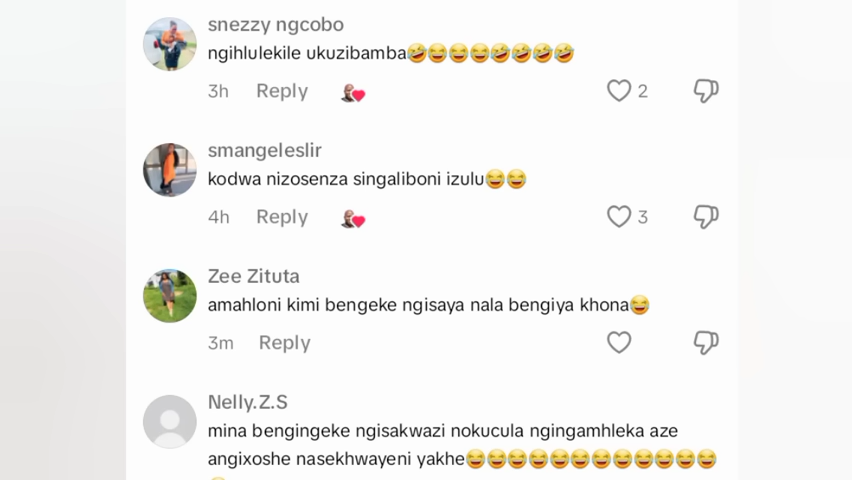 snezzy ngcobo
ngihlulekile ukuzibamba🤣😂😂😂🤣🤣🤣🤣
3h Reply 2
smangeleslir
kodwa nizosenza singaliboni izulu😂😂
4h Reply 3
Zee Zituta
amahloni kimi bengeke ngisaya nala bengiya khona😂
3m Reply
Nelly.Z.S
mina bengingeke ngisakwazi nokucula ngingamhleka aze
angixoshe nasekhwayeni yakhe😂😂😂😂😂😂😂😂😂😂😂😂